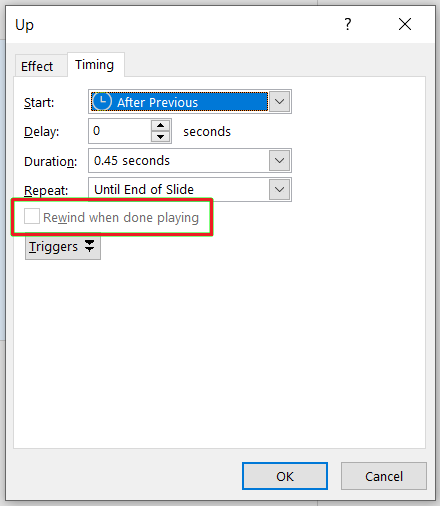 Up ?
Effect Timing
Start: After Previous
Delay: 0 seconds
Duration: 0.45 seconds
Repeat: Until End of Slide
Rewind when done playing
Triggers
OK Cancel